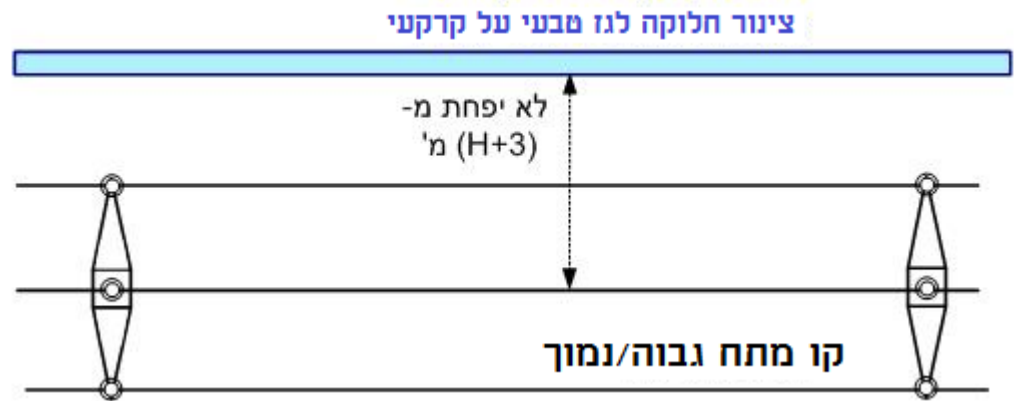 צינור חלוקה לגז טבעי על קרקעי
לא יפחת מ-
(H+3) מ'
קו מתח גבוה/נמוך